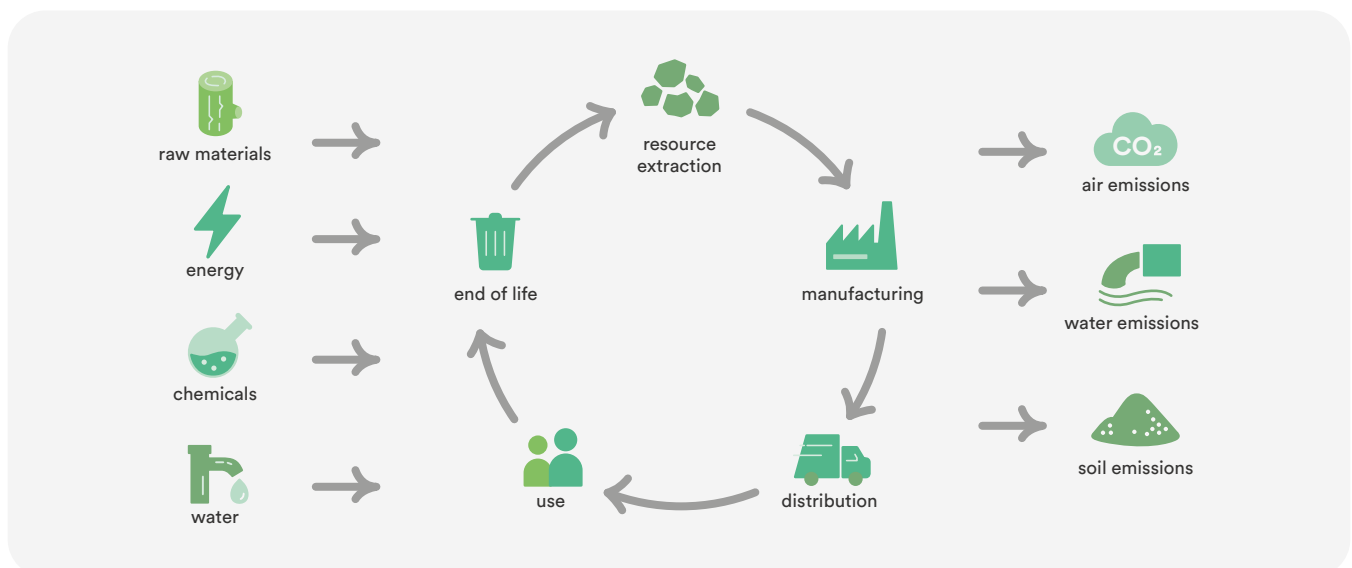 raw materials
energy
chemicals
water
resource
extraction
end of life
manufacturing
use
distribution
CO₂
air emissions
water emissions
soil emissions